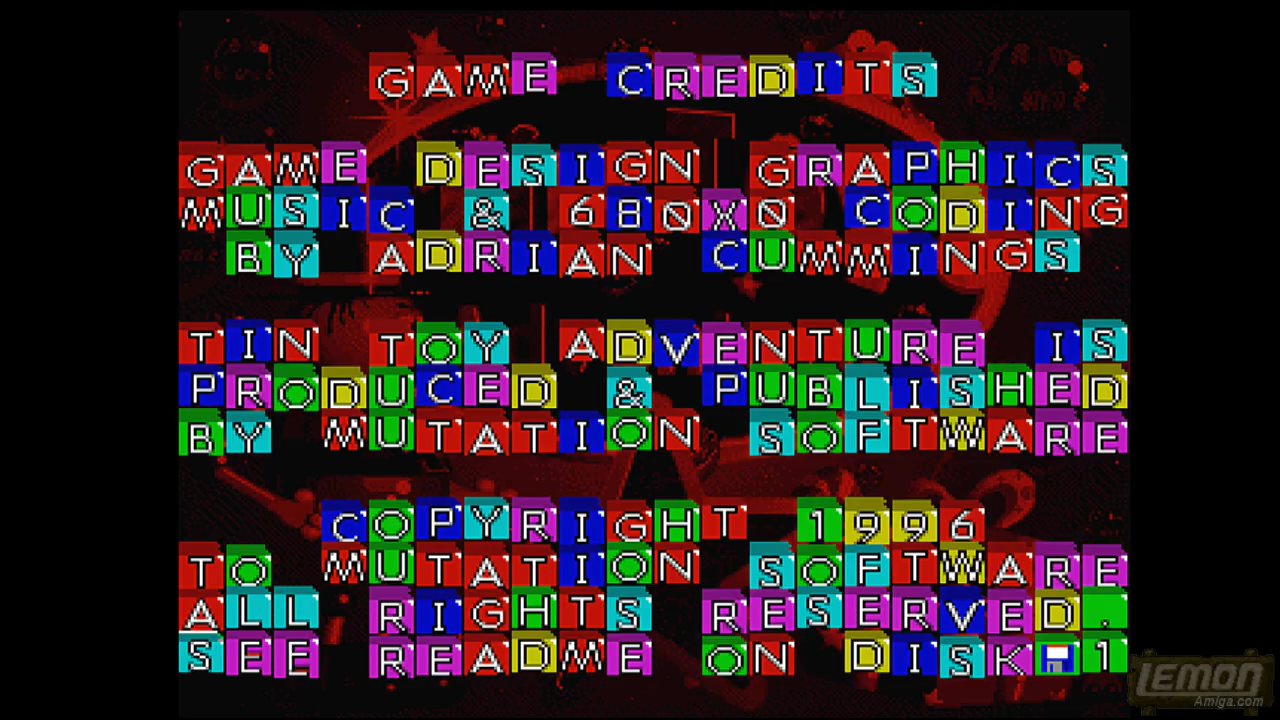 GAME CREDITS
GAME DESIGN GRAPHICS
MUSIC & 680X0 CODING
BY ADRIAN CUMMINGS
TIN TOY ADVENTURE IS
PRODUCED & PUBLISHED
BY MUTATION SOFTWARE
COPYRIGHT 1996
TO MUTATION SOFTWARE
ALL RIGHTS RESERVED.
SEE README ON DISK 1
LEMON
Amiga.com